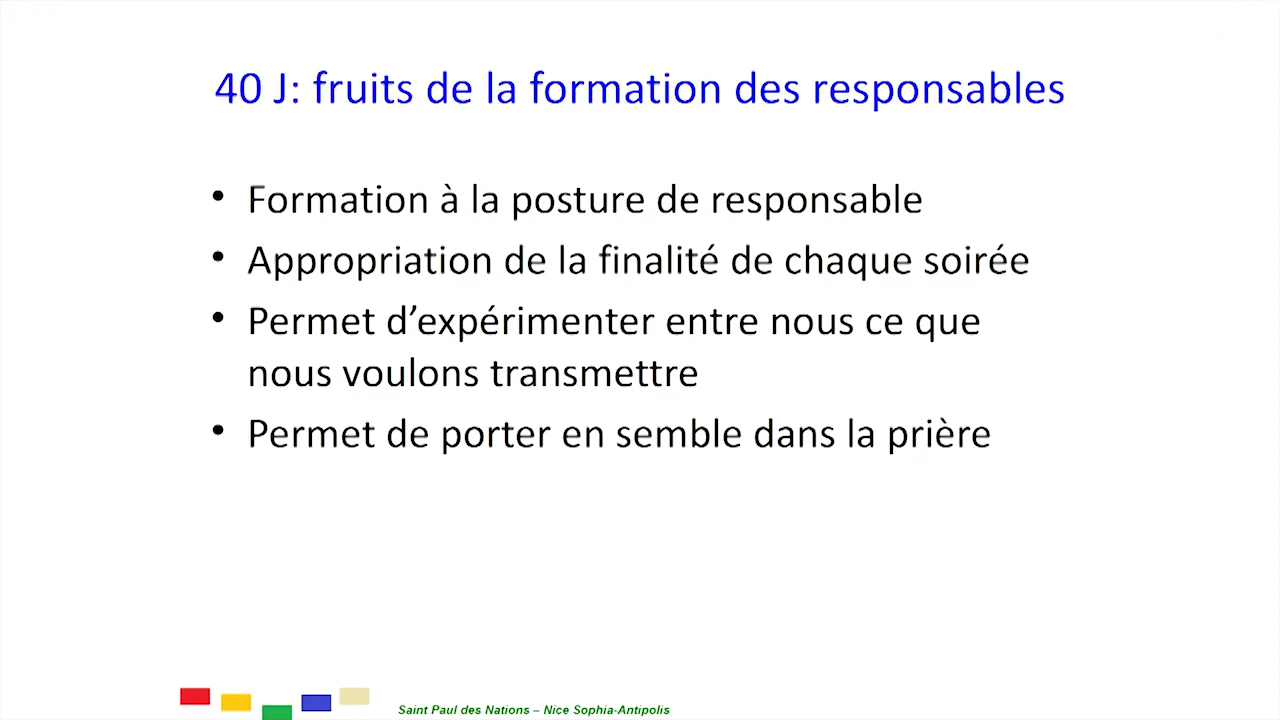 40 J: fruits de la formation des responsables
• Formation à la posture de responsable
• Appropriation de la finalité de chaque soirée
• Permet d’expérimenter entre nous ce que
nous voulons transmettre
• Permet de porter en semble dans la prière
Saint Paul des Nations – Nice Sophia-Antipolis